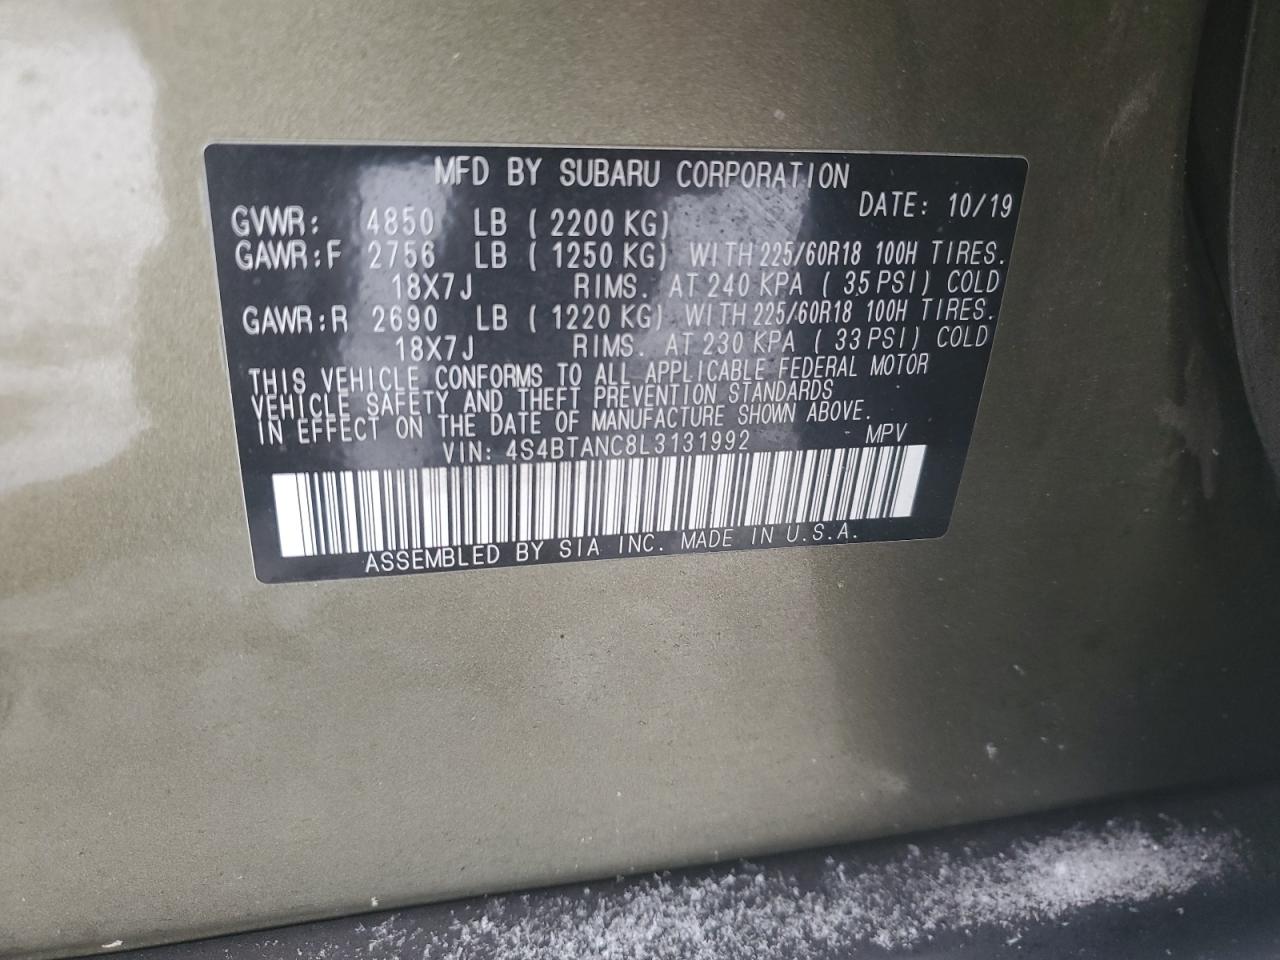 MFD BY SUBARU CORPORATION
DATE: 10/19
GVWR: 4850 LB ( 2200 KG)
GAWR:F 2756 LB ( 1250 KG) WITH 225/60R18 100H TIRES.
18X7J RIMS. AT 240 KPA ( 35 PSI) COLD
GAWR:R 2690 LB ( 1220 KG) WITH 225/60R18 100H TIRES.
18X7J RIMS. AT 230 KPA ( 33 PSI) COLD
THIS VEHICLE CONFORMS TO ALL APPLICABLE FEDERAL MOTOR
VEHICLE SAFETY AND THEFT PREVENTION STANDARDS
IN EFFECT ON THE DATE OF MANUFACTURE SHOWN ABOVE.
VIN: 4S4BTANC8L3131992 MPV
ASSEMBLED BY SIA INC. MADE IN U.S.A.